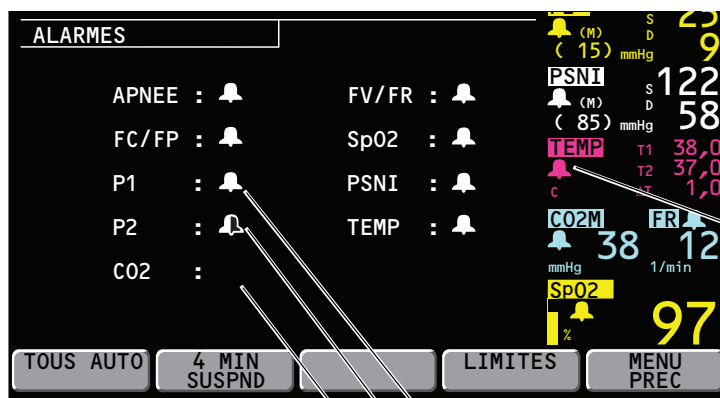 ALARMES
APNEE :
FV/FR :
FC/FP :
SpO2 :
P1 :
PSNI :
P2 :
TEMP :
CO2 :
S 25
(M) D
( 15) mmHg 9
PSNI S 122
(M) D
( 85) mmHg 58
TEMP T1 38,0
T2 37,0
C ΔT 1,0
CO2M FR
38 12
mmHg 1/min
SpO2
% 97
TOUS AUTO
4 MIN SUSPND
LIMITES
MENU PREC